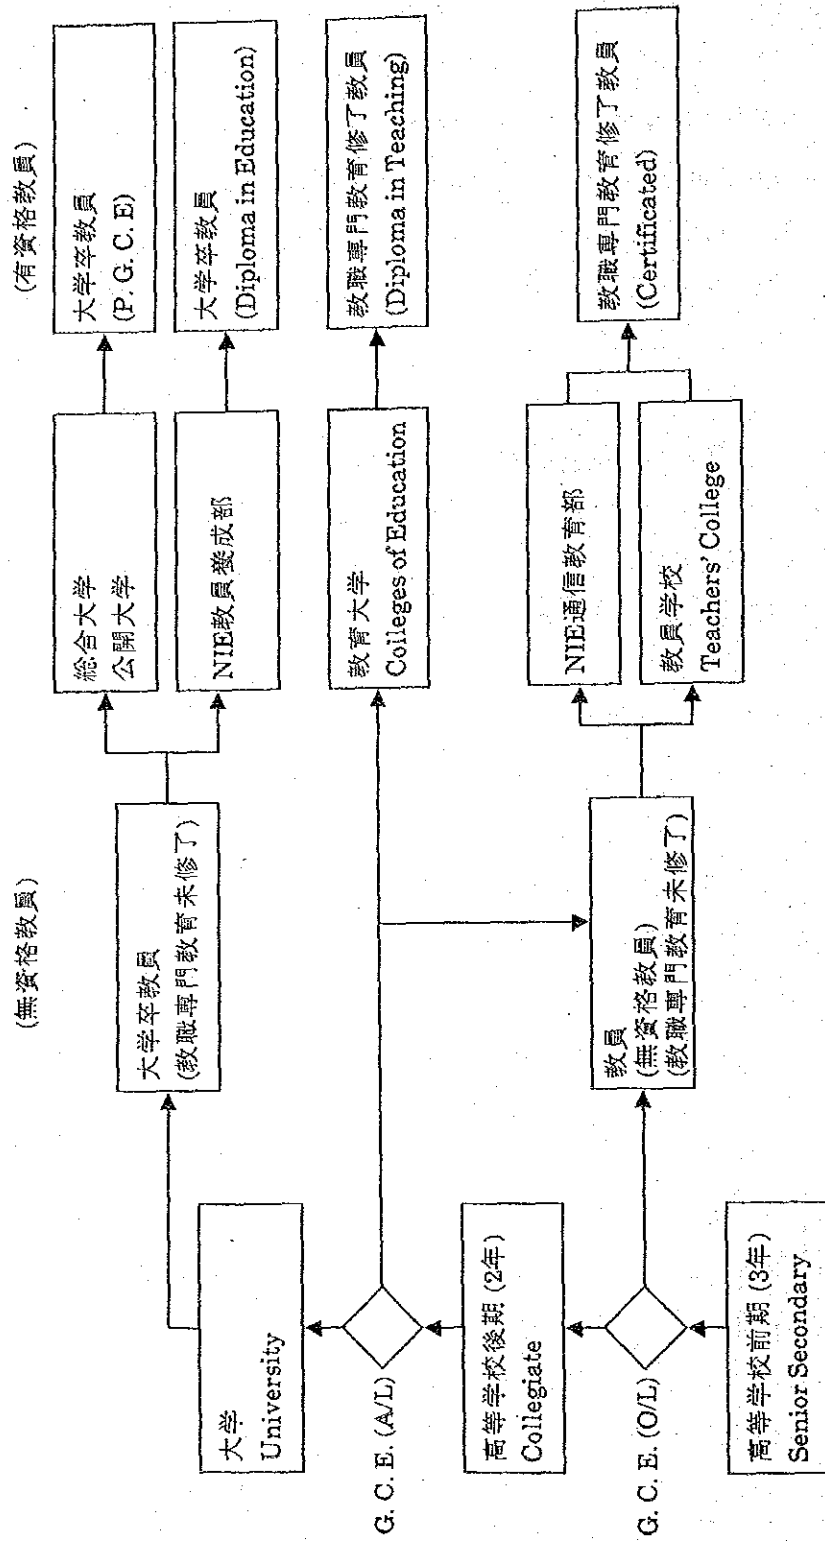 (無資格教員)
(有資格教員)
大学
University
大学卒教員
(教職専門教育未修了)
総合大学
公開大学
大学卒教員
(P. G. C. E)
NIE教員養成部
大学卒教員
(Diploma in Education)
G. C. E. (A/L)
教育大学
Colleges of Education
教職専門教育修了教員
(Diploma in Teaching)
高等学校後期 (2年)
Collegiate
G. C. E. (O/L)
教員
(無資格教員)
(教職専門教育未修了)
NIE通信教育部
教員学校
Teachers' College
教職専門教育修了教員
(Certificated)
高等学校前期 (3年)
Senior Secondary